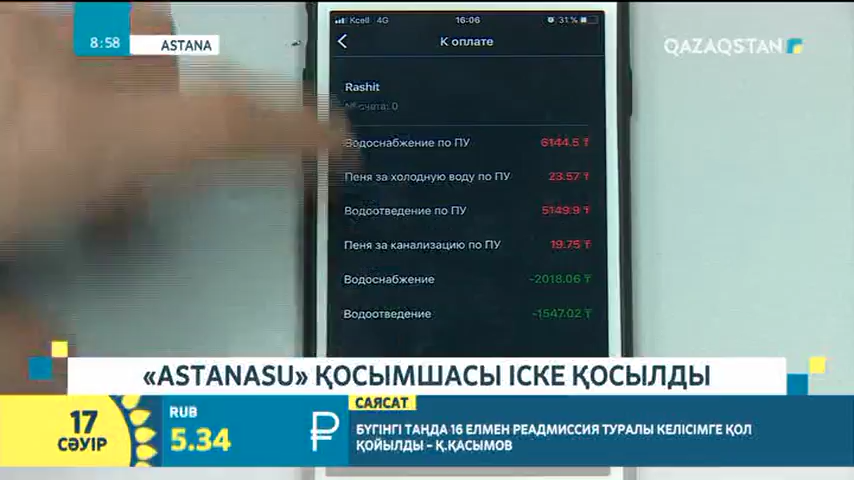 8:58
ASTANA
QAZAQSTAN
Kcell 4G
16:06
31 %
К оплате
Rashit
№ счета: 0
Водоснабжение по ПУ
6144.5 ₸
Пеня за холодную воду по ПУ
23.57 ₸
Водоотведение по ПУ
5149.9 ₸
Пеня за канализацию по ПУ
19.75 ₸
Водоснабжение
-2018.06 ₸
Водоотведение
-1547.02 ₸
«ASTANASU» ҚОСЫМШАСЫ ІСКЕ ҚОСЫЛДЫ
17
СӘУІР
RUB
5.34
₽
САЯСАТ
БҮГІНГІ ТАҢДА 16 ЕЛМЕН РЕАДМИССИЯ ТУРАЛЫ КЕЛІСІМГЕ ҚОЛ
ҚОЙЫЛДЫ – Қ.ҚАСЫМОВ